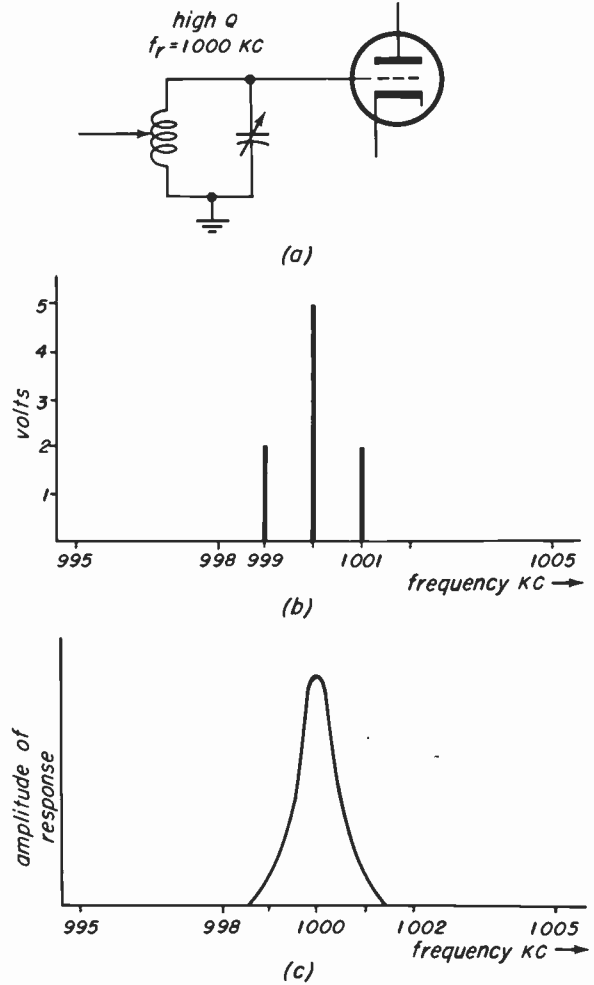 high Q
fr = 1000 KC
(a)
volts
5
4
3
2
1
995 998 999 1001 1005
frequency KC
(b)
amplitude of
response
995 998 1000 1002 1005
frequency KC
(c)